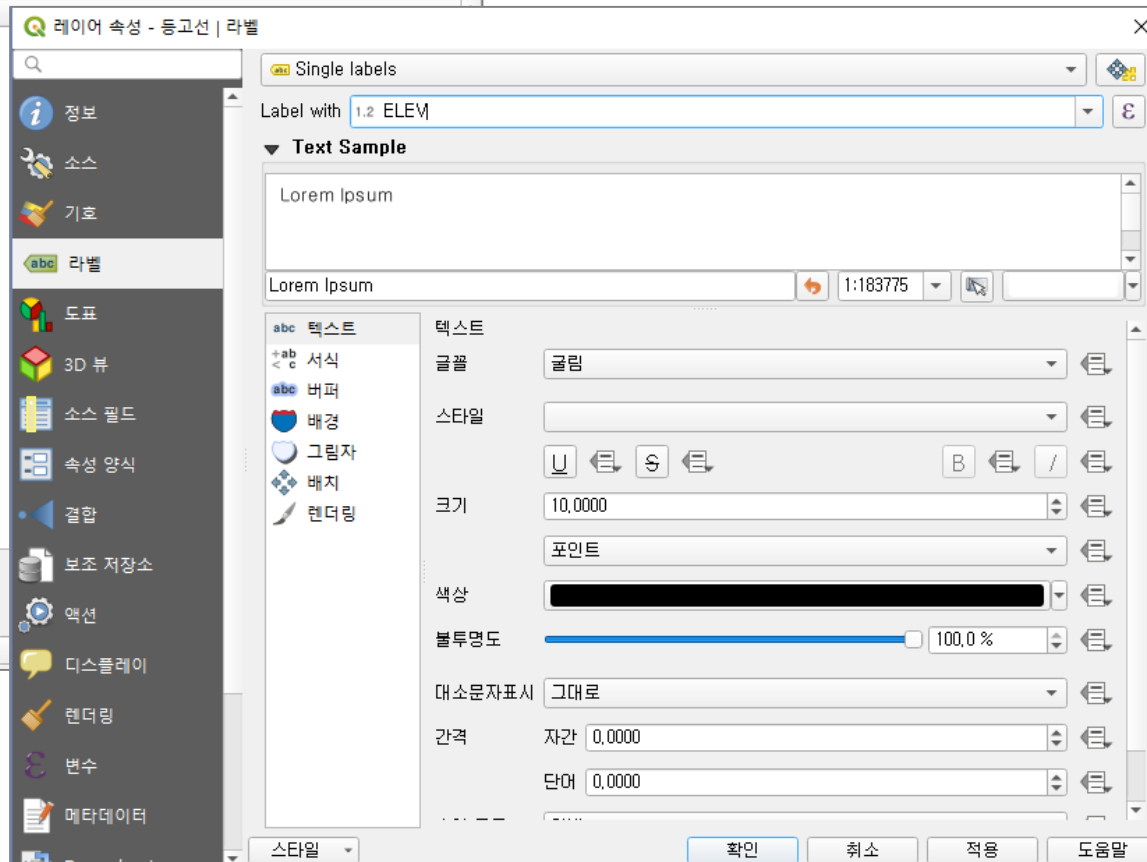 레이어 속성 - 등고선 | 라벨
abc Single labels
Label with 1.2 ELEV ε
Text Sample
Lorem Ipsum
Lorem Ipsum 1:183775
i 정보
소스
기호
abc 라벨
도표
3D 뷰
소스 필드
속성 양식
결합
보조 저장소
액션
디스플레이
렌더링
ε 변수
메타데이터
abc 텍스트
+ab < c 서식
abc 버퍼
배경
그림자
배치
렌더링
텍스트
글꼴 굴림
스타일
U S B I
크기 10,0000
포인트
색상
불투명도 100,0 %
대소문자표시 그대로
간격 자간 0,0000
단어 0,0000
스타일 확인 취소 적용 도움말